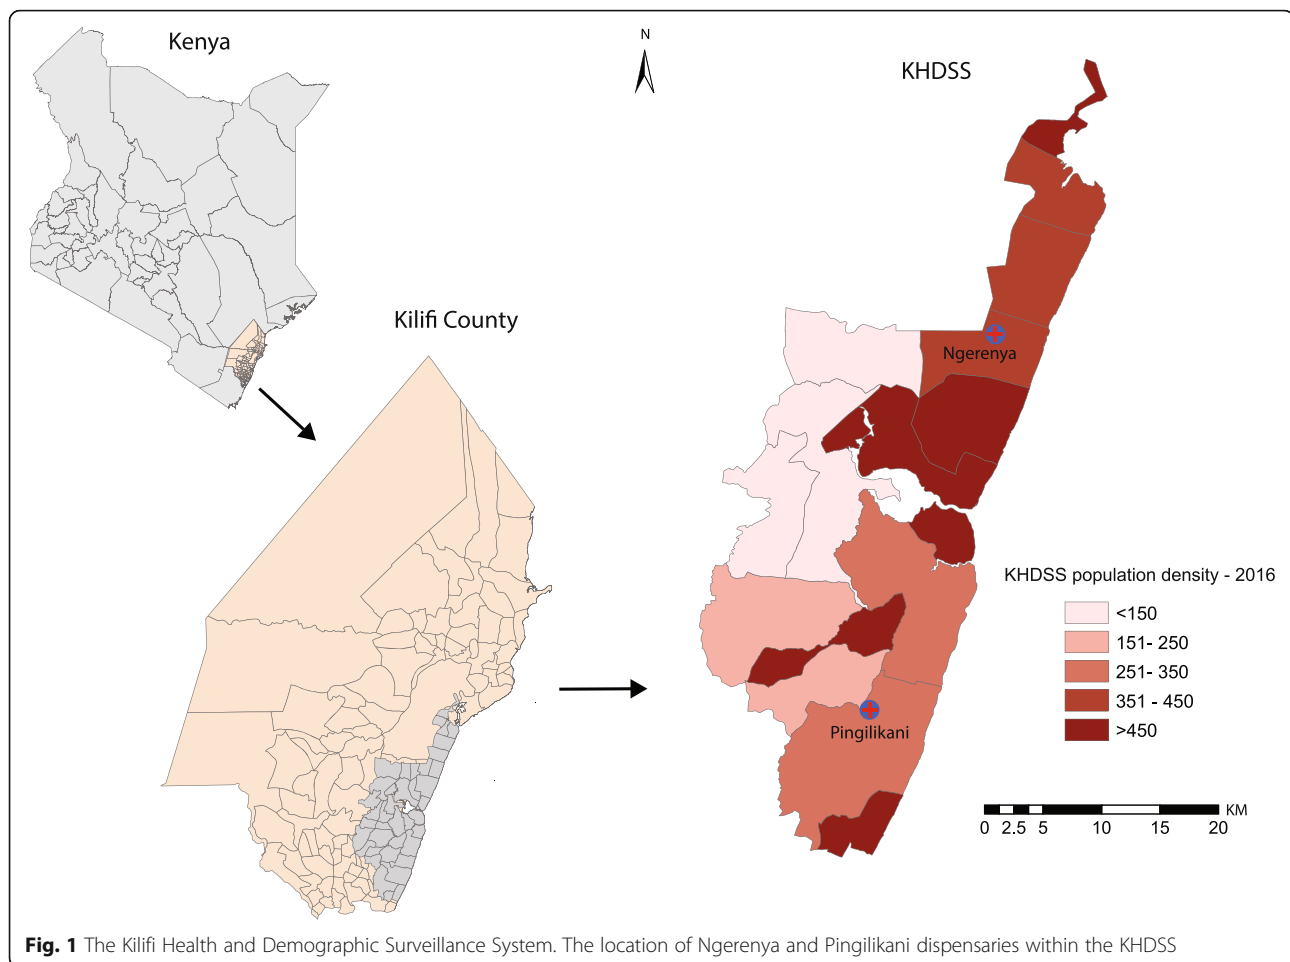 Kenya
N
KHDSS
Kilifi County
Ngerenya
Pingilikani
KHDSS population density - 2016
<150
151- 250
251- 350
351 - 450
>450
KM
0 2.5 5 10 15 20
Fig. 1 The Kilifi Health and Demographic Surveillance System. The location of Ngerenya and Pingilikani dispensaries within the KHDSS